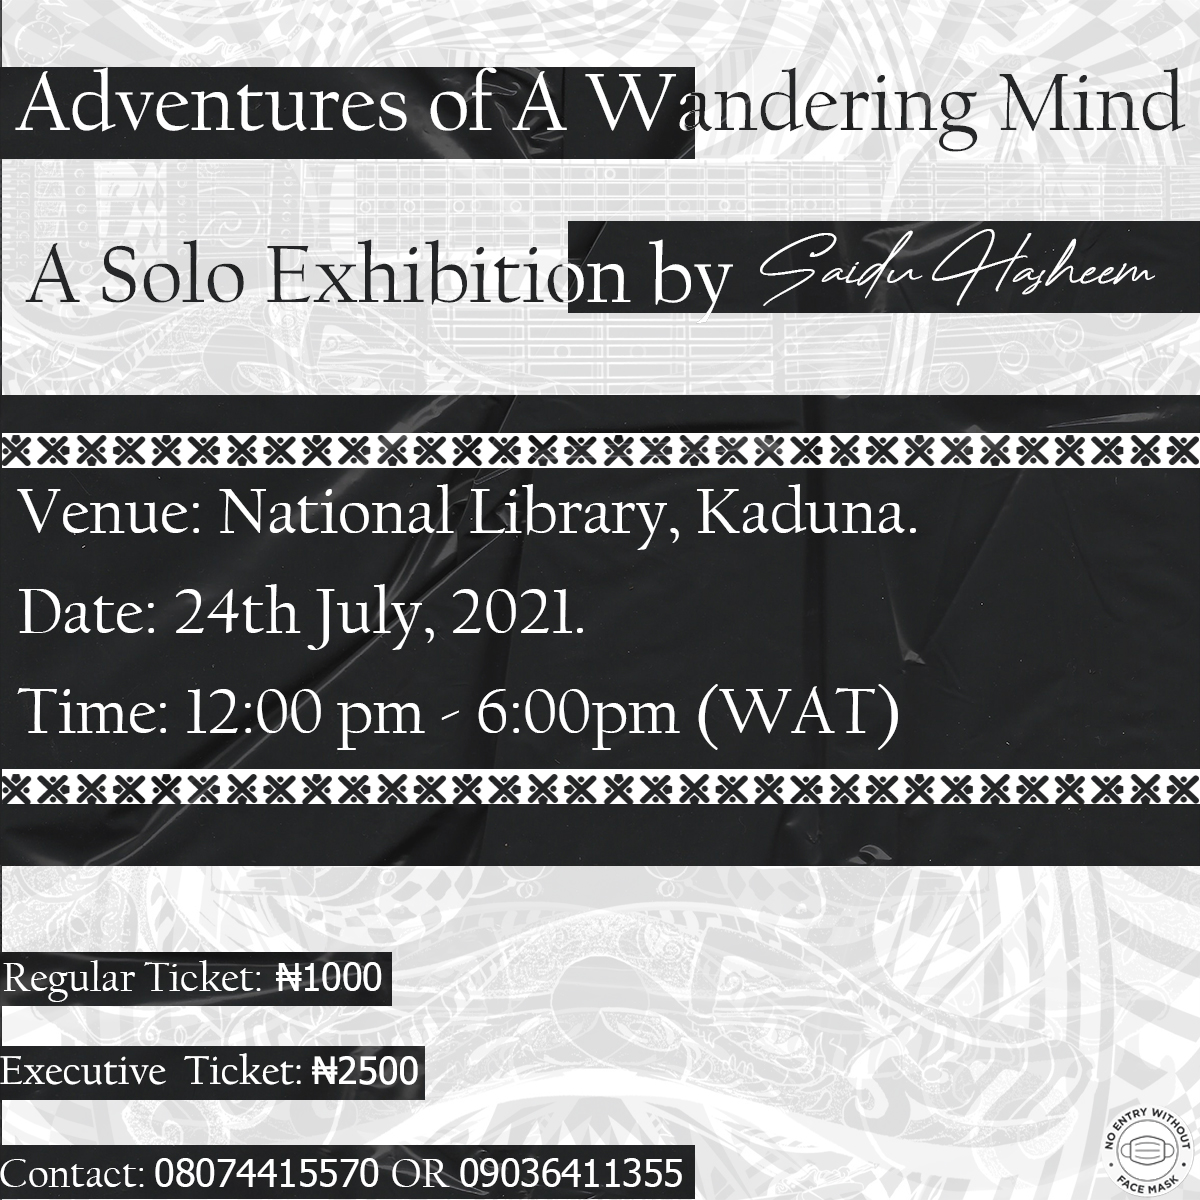 Adventures of A Wandering Mind
A Solo Exhibition by Saidu Hasheem
Venue: National Library, Kaduna.
Date: 24th July, 2021.
Time: 12:00 pm - 6:00pm (WAT)
Regular Ticket: ₦1000
Executive Ticket: ₦2500
Contact: 08074415570 OR 09036411355
NO ENTRY WITHOUT
FACE MASK